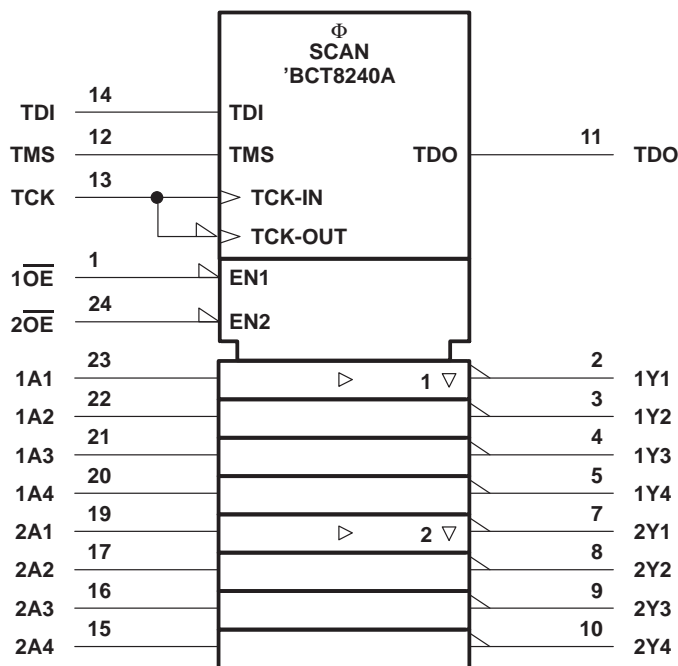 Φ
SCAN
'BCT8240A
TDI 14 TDI
TMS 12 TMS TDO 11 TDO
TCK 13 TCK-IN
TCK-OUT
1O̅E̅ 1 EN1
2O̅E̅ 24 EN2
1A1 23 1 2 1Y1
1A2 22 3 1Y2
1A3 21 4 1Y3
1A4 20 5 1Y4
2A1 19 2 7 2Y1
2A2 17 8 2Y2
2A3 16 9 2Y3
2A4 15 10 2Y4